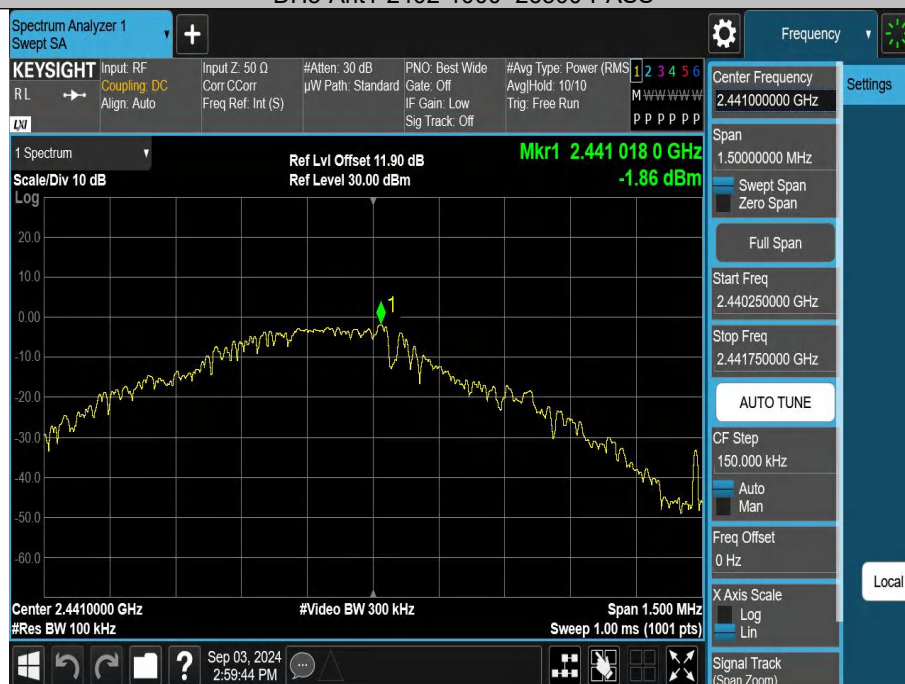 Spectrum Analyzer 1
Swept SA
Frequency
KEYSIGHT
RL
LXI
Input: RF
Coupling: DC
Align: Auto
Input Z: 50 Ω
Corr CCorr
Freq Ref: Int (S)
#Atten: 30 dB
µW Path: Standard
PNO: Best Wide
Gate: Off
IF Gain: Low
Sig Track: Off
#Avg Type: Power (RMS
Avg|Hold: 10/10
Trig: Free Run
1 2 3 4 5 6
M W W W W W
P P P P P P
Center Frequency
2.441000000 GHz
Settings
1 Spectrum
Scale/Div 10 dB
Log
Ref Lvl Offset 11.90 dB
Ref Level 30.00 dBm
Mkr1 2.441 018 0 GHz
-1.86 dBm
Span
1.50000000 MHz
Swept Span
Zero Span
Full Span
Start Freq
2.440250000 GHz
Stop Freq
2.441750000 GHz
AUTO TUNE
CF Step
150.000 kHz
Auto
Man
Freq Offset
0 Hz
X Axis Scale
Log
Lin
Signal Track
(Span Zoom)
Local
20.0
10.0
0.00
-10.0
-20.0
-30.0
-40.0
-50.0
-60.0
1
Center 2.4410000 GHz
#Res BW 100 kHz
#Video BW 300 kHz
Span 1.500 MHz
Sweep 1.00 ms (1001 pts)
?
Sep 03, 2024
2:59:44 PM